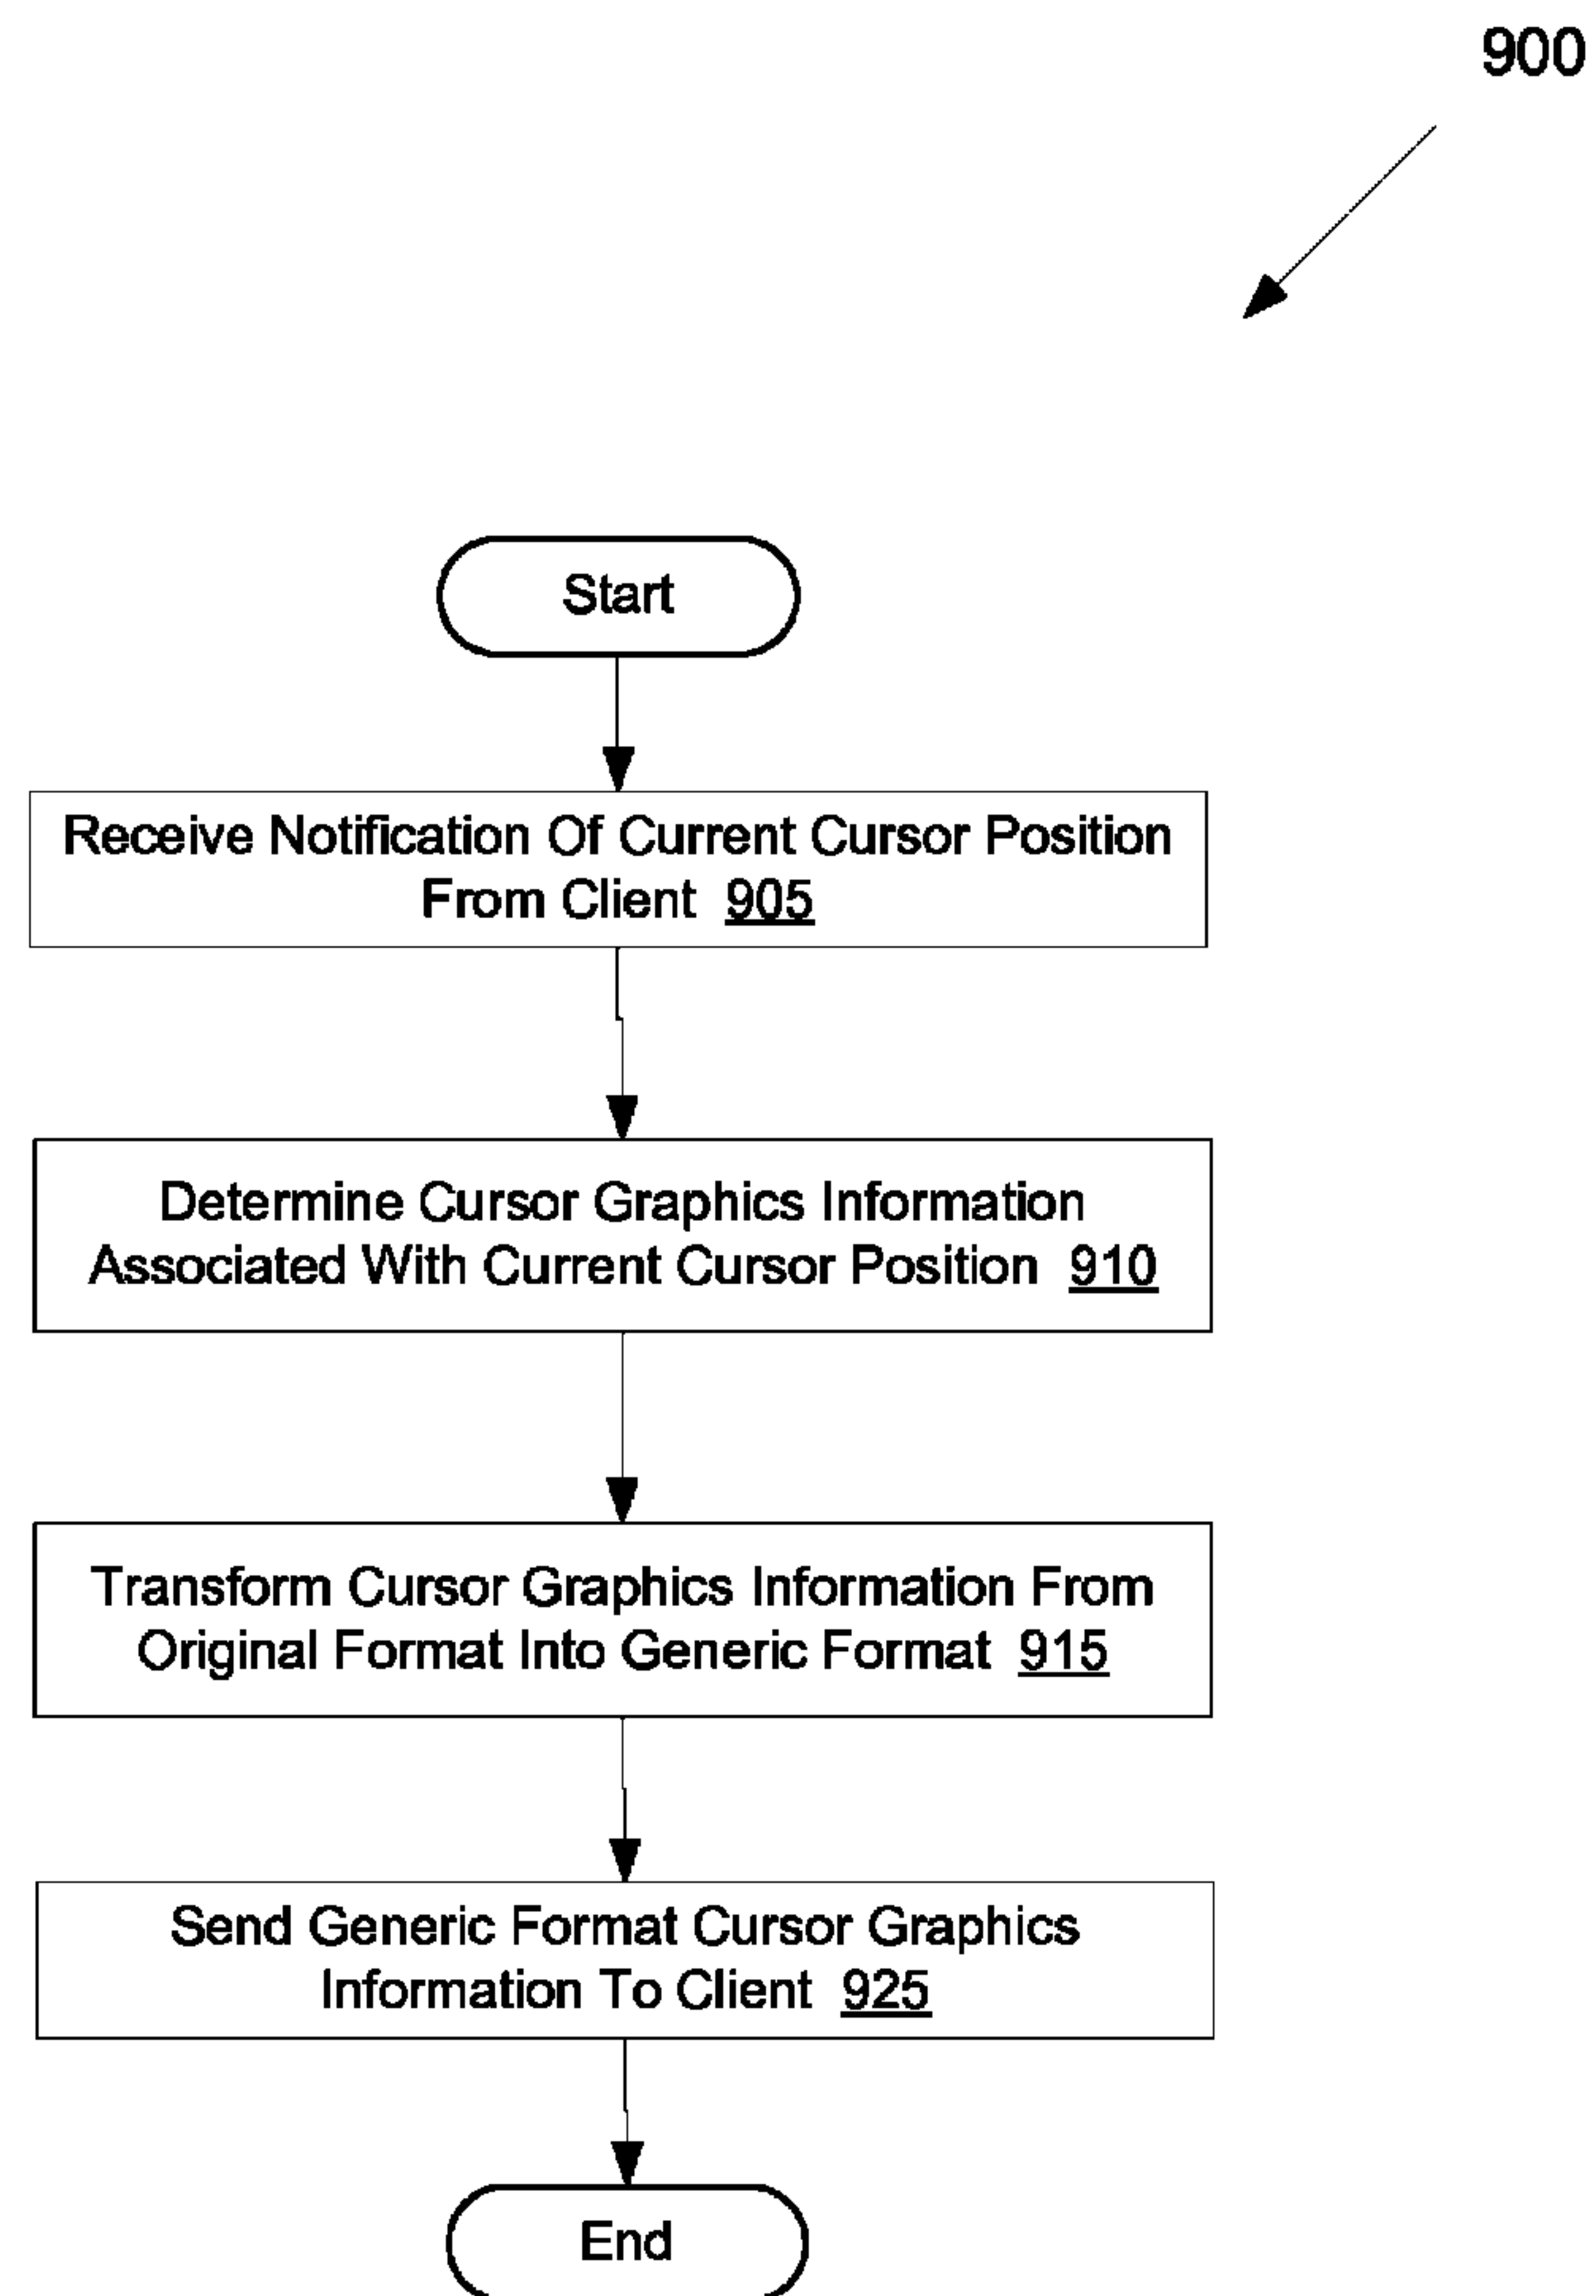 900
Start
Receive Notification Of Current Cursor Position
From Client 905
Determine Cursor Graphics Information
Associated With Current Cursor Position 910
Transform Cursor Graphics Information From
Original Format Into Generic Format 915
Send Generic Format Cursor Graphics
Information To Client 925
End